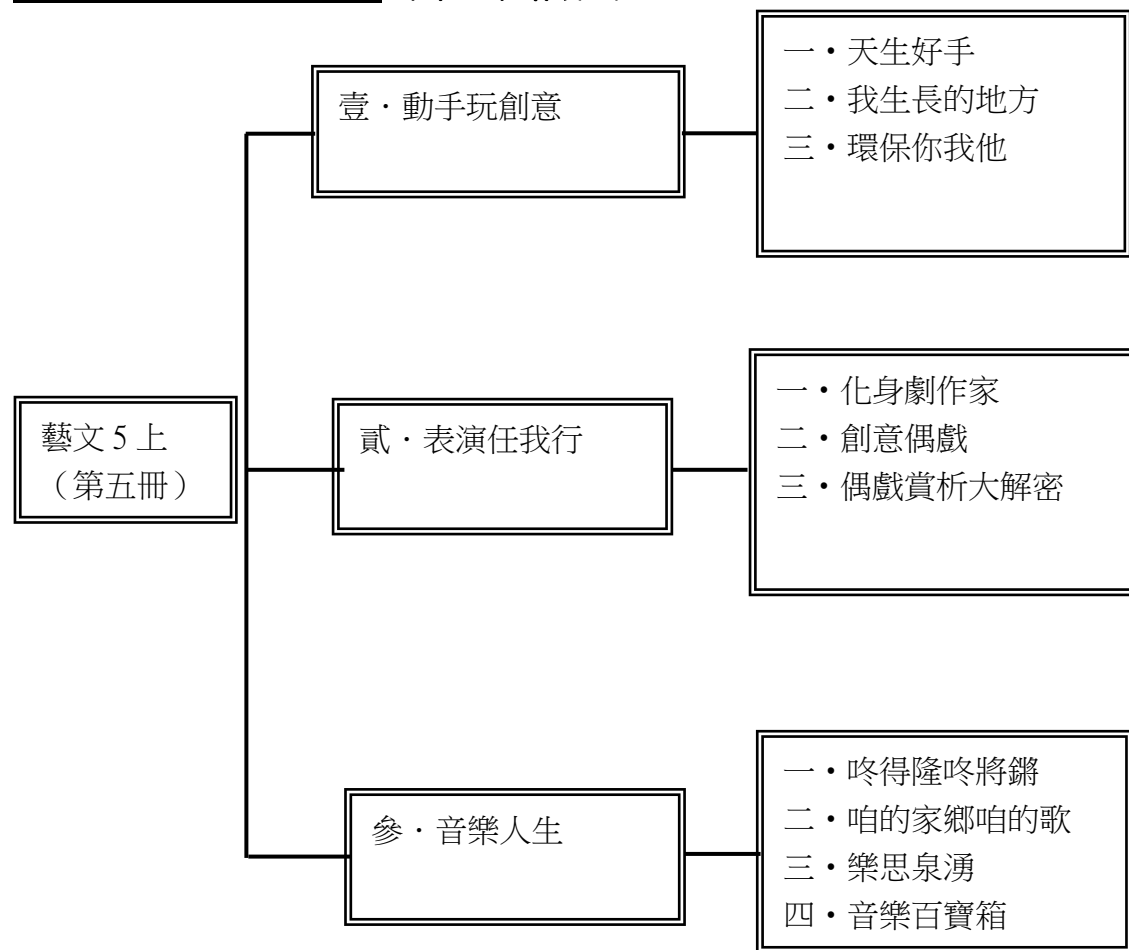 壹．動手玩創意
一・天生好手
二・我生長的地方
三・環保你我他
藝文5上
（第五冊）
貳．表演任我行
一・化身劇作家
二・創意偶戲
三・偶戲賞析大解密
參．音樂人生
一・咚得隆咚將鏘
二・咱的家鄉咱的歌
三・樂思泉湧
四・音樂百寶箱